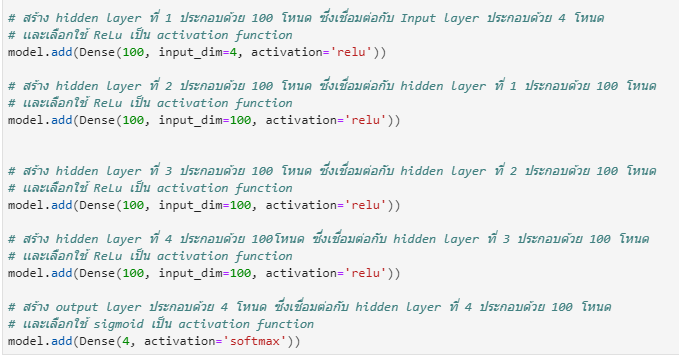 # สร้าง hidden layer ที่ 1 ประกอบด้วย 100 โหนด ซึ่งเชื่อมต่อกับ Input Layer ประกอบด้วย 4 โหนด
# และเลือกใช้ ReLu เป็น activation function
model.add(Dense(100, input_dim=4, activation='relu'))
# สร้าง hidden layer ที่ 2 ประกอบด้วย 100 โหนด ซึ่งเชื่อมต่อกับ hidden layer ที่ 1 ประกอบด้วย 100 โหนด
# และเลือกใช้ ReLu เป็น activation function
model.add(Dense(100, input_dim=100, activation='relu'))
# สร้าง hidden layer ที่ 3 ประกอบด้วย 100 โหนด ซึ่งเชื่อมต่อกับ hidden layer ที่ 2 ประกอบด้วย 100 โหนด
# และเลือกใช้ ReLu เป็น activation function
model.add(Dense(100, input_dim=100, activation='relu'))
# สร้าง hidden layer ที่ 4 ประกอบด้วย 100โหนด ซึ่งเชื่อมต่อกับ hidden layer ที่ 3 ประกอบด้วย 100 โหนด
# และเลือกใช้ ReLu เป็น activation function
model.add(Dense(100, input_dim=100, activation='relu'))
# สร้าง output layer ประกอบด้วย 4 โหนด ซึ่งเชื่อมต่อกับ hidden layer ที่ 4 ประกอบด้วย 100 โหนด
# และเลือกใช้ sigmoid เป็น activation function
model.add(Dense(4, activation='softmax'))